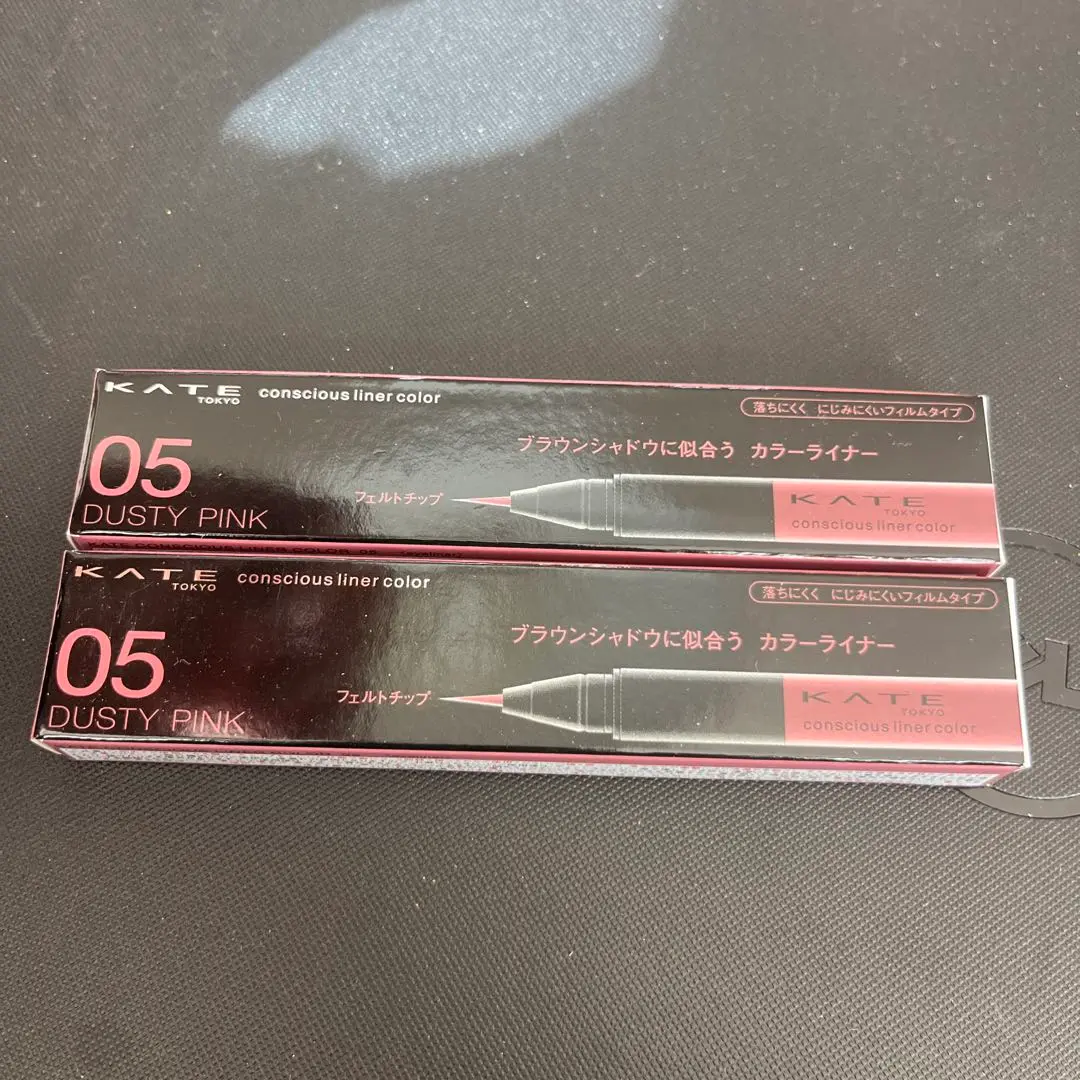 KATE
TOKYO
conscious liner color
落ちにくく にじみにくいフィルムタイプ
05
DUSTY PINK
ブラウンシャドウに似合う カラーライナー
フェルトチップ
KATE
TOKYO
conscious liner color
KATE CONSCIOUS LINER COLOR 05 (eyeliner)
KATE
TOKYO
conscious liner color
落ちにくく にじみにくいフィルムタイプ
05
DUSTY PINK
ブラウンシャドウに似合う カラーライナー
フェルトチップ
KATE
TOKYO
conscious liner color